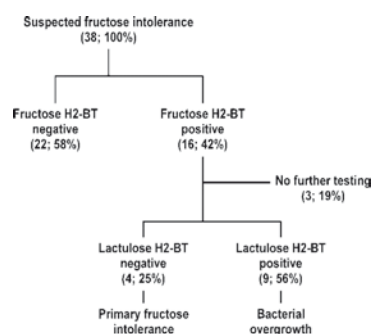 Suspected fructose intolerance
(38; 100%)
Fructose H2-BT
negative
(22; 58%)
Fructose H2-BT
positive
(16; 42%)
No further testing
(3; 19%)
Lactulose H2-BT
negative
(4; 25%)
Lactulose H2-BT
positive
(9; 56%)
Primary fructose
intolerance
Bacterial
overgrowth